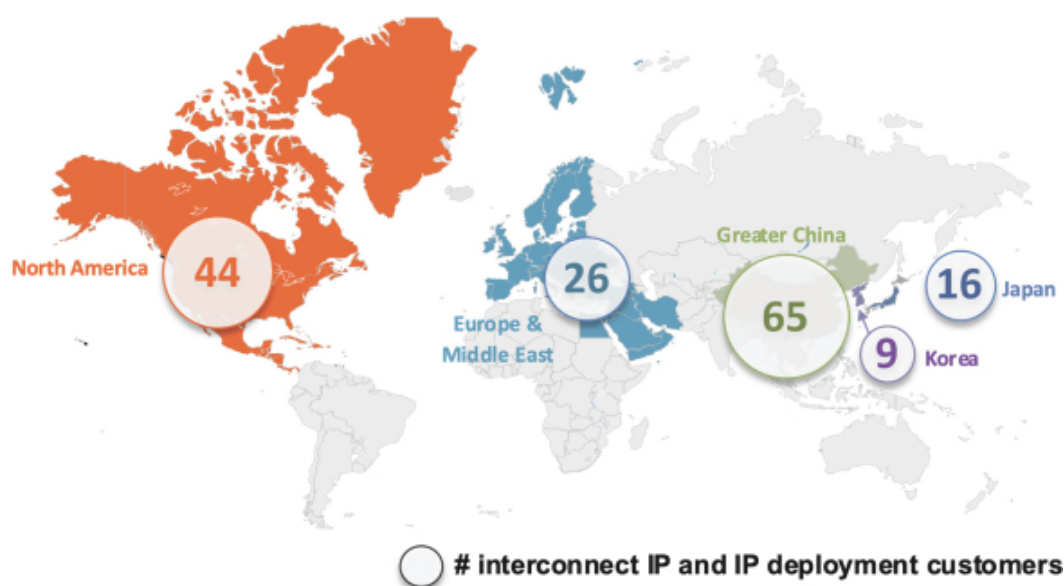 Greater China
North America
44
26
65
16
Japan
Europe &
Middle East
9
Korea
# interconnect IP and IP deployment customers